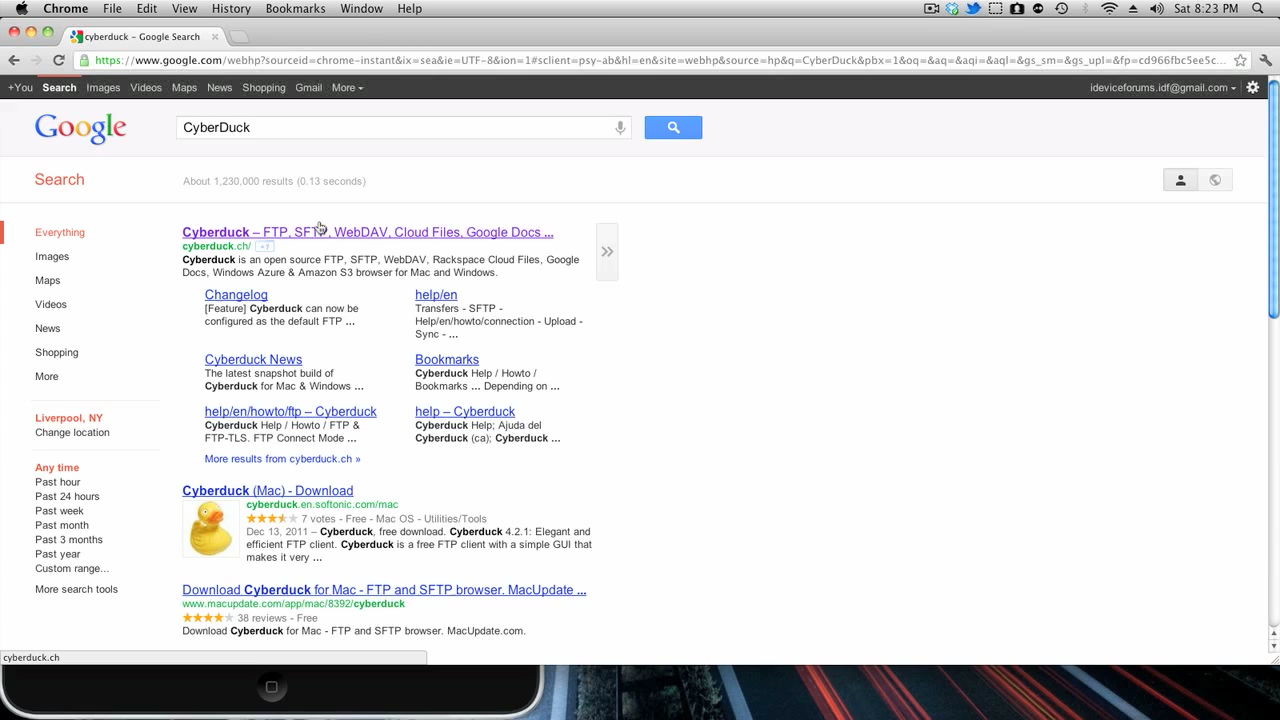 Chrome File Edit View History Bookmarks Window Help Sat 8:23 PM
cyberduck – Google Search
https://www.google.com/webhp?sourceid=chrome-instant&ix=sea&ie=UTF-8&ion=1#sclient=psy-ab&hl=en&site=webhp&source=hp&q=CyberDuck&pbx=1&oq=&aq=&aqi=&aql=&gs_sm=&gs_upl=&fp=cd966fbc5ee5c...
+You Search Images Videos Maps News Shopping Gmail More ideviceforums.idf@gmail.com
Google CyberDuck
Search About 1,230,000 results (0.13 seconds)
Everything
Images
Maps
Videos
News
Shopping
More
Liverpool, NY
Change location
Any time
Past hour
Past 24 hours
Past week
Past month
Past 3 months
Past year
Custom range...
More search tools
Cyberduck – FTP, SFTP, WebDAV, Cloud Files, Google Docs ...
cyberduck.ch/ +1
Cyberduck is an open source FTP, SFTP, WebDAV, Rackspace Cloud Files, Google
Docs, Windows Azure & Amazon S3 browser for Mac and Windows.
Changelog
[Feature] Cyberduck can now be
configured as the default FTP ...
help/en
Transfers - SFTP -
Help/en/howto/connection - Upload -
Sync - ...
Cyberduck News
The latest snapshot build of
Cyberduck for Mac & Windows ...
Bookmarks
Cyberduck Help / Howto /
Bookmarks ... Depending on ...
help/en/howto/ftp – Cyberduck
Cyberduck Help / Howto / FTP &
FTP-TLS. FTP Connect Mode ...
help – Cyberduck
Cyberduck Help; Ajuda del
Cyberduck (ca); Cyberduck ...
More results from cyberduck.ch »
Cyberduck (Mac) - Download
cyberduck.en.softonic.com/mac
7 votes - Free - Mac OS - Utilities/Tools
Dec 13, 2011 – Cyberduck, free download. Cyberduck 4.2.1: Elegant and
efficient FTP client. Cyberduck is a free FTP client with a simple GUI that
makes it very ...
Download Cyberduck for Mac - FTP and SFTP browser. MacUpdate ...
www.macupdate.com/app/mac/8392/cyberduck
38 reviews - Free
Download Cyberduck for Mac - FTP and SFTP browser. MacUpdate.com.
cyberduck.ch